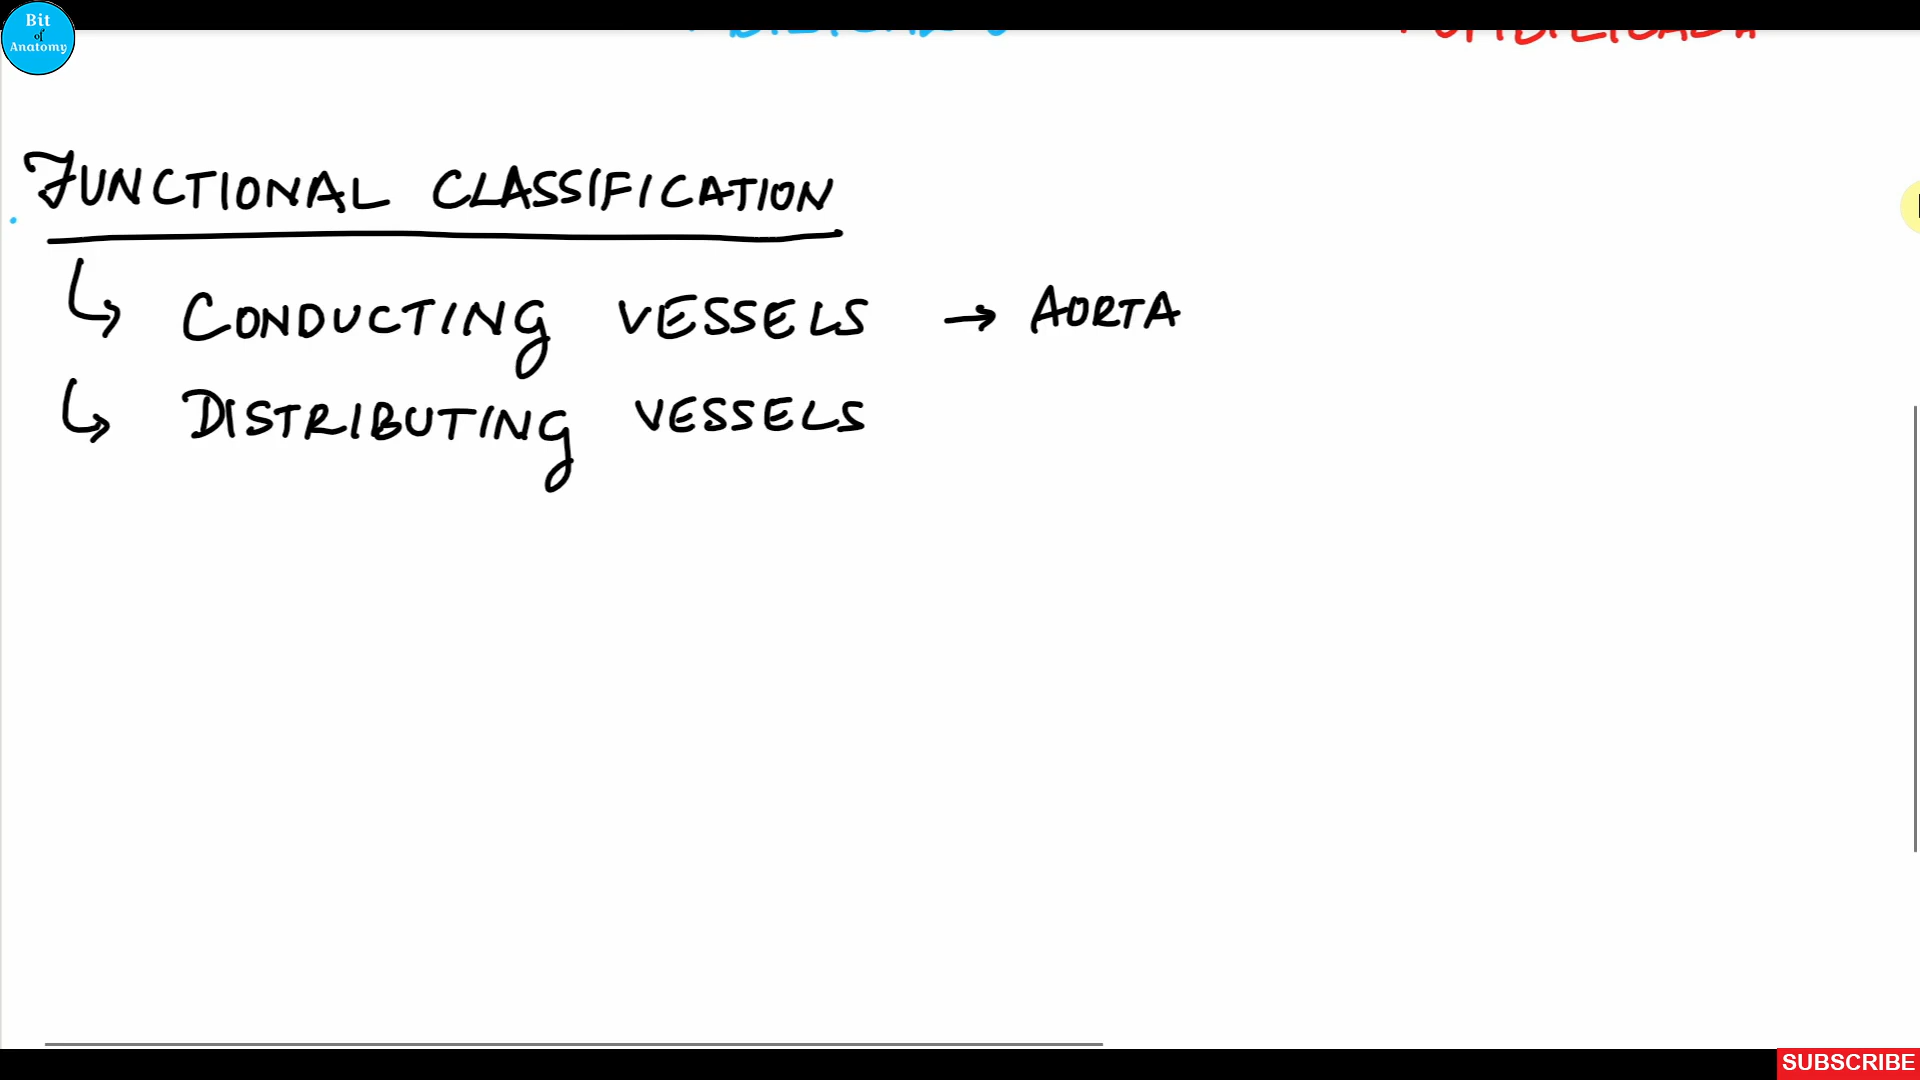 Bit
of
Anatomy
FUNCTIONAL CLASSIFICATION
↳ CONDUCTING VESSELS → AORTA
↳ DISTRIBUTING VESSELS
SUBSCRIBE